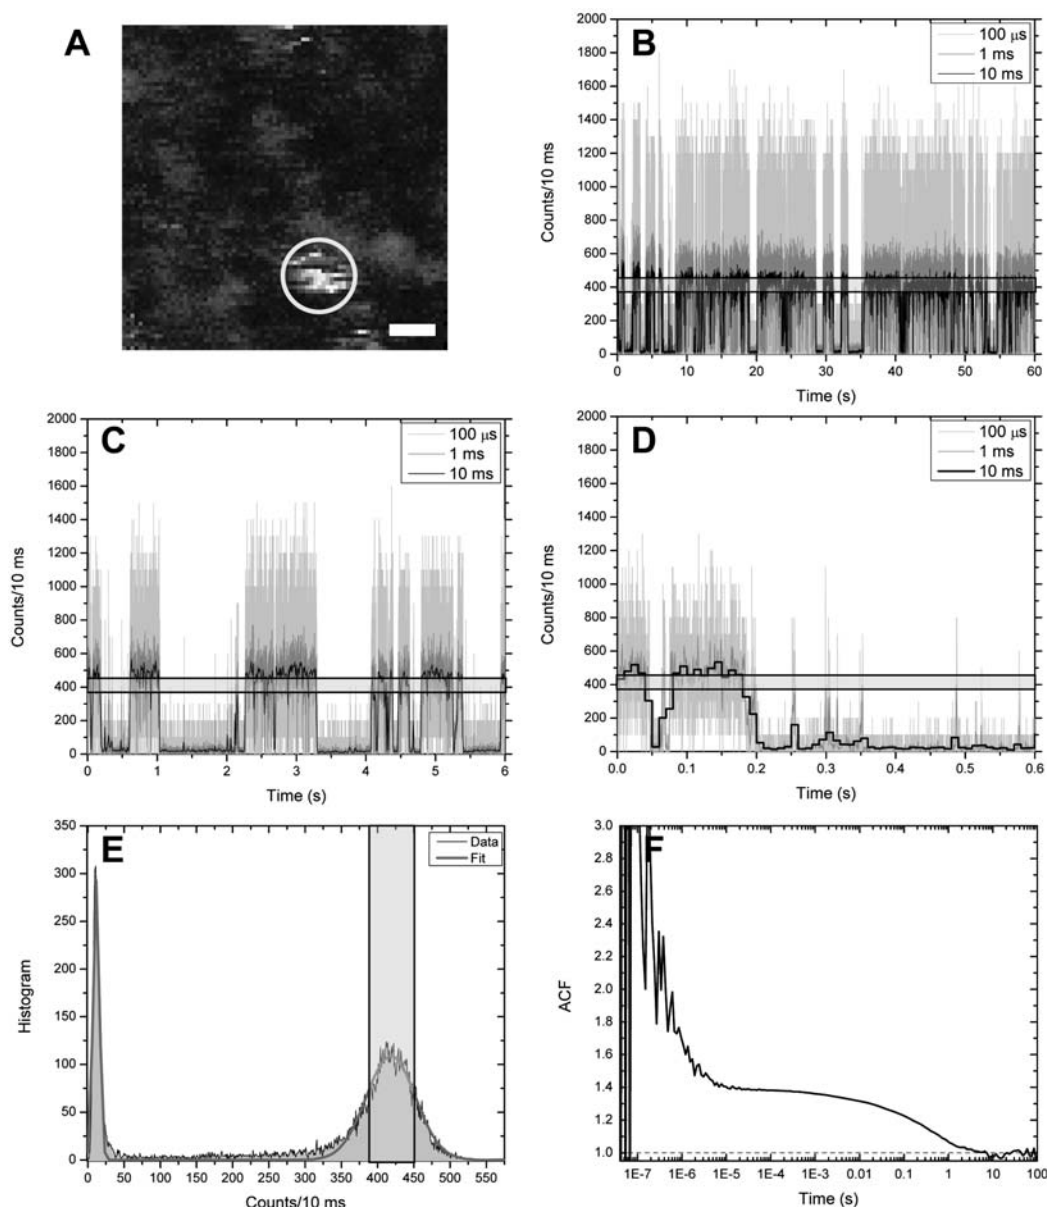 A
B
2000
1800
1600
1400
1200
1000
800
600
400
200
0
Counts/10 ms
100 µs
1 ms
10 ms
0 10 20 30 40 50 60
Time (s)
C
2000
1800
1600
1400
1200
1000
800
600
400
200
0
Counts/10 ms
100 µs
1 ms
10 ms
0 1 2 3 4 5 6
Time (s)
D
2000
1800
1600
1400
1200
1000
800
600
400
200
0
Counts/10 ms
100 µs
1 ms
10 ms
0.0 0.1 0.2 0.3 0.4 0.5 0.6
Time (s)
E
350
300
250
200
150
100
50
0
Histogram
Data
Fit
0 50 100 150 200 250 300 350 400 450 500 550
Counts/10 ms
F
3.0
2.8
2.6
2.4
2.2
2.0
1.8
1.6
1.4
1.2
1.0
ACF
1E-7 1E-6 1E-5 1E-4 1E-3 0.01 0.1 1 10 100
Time (s)